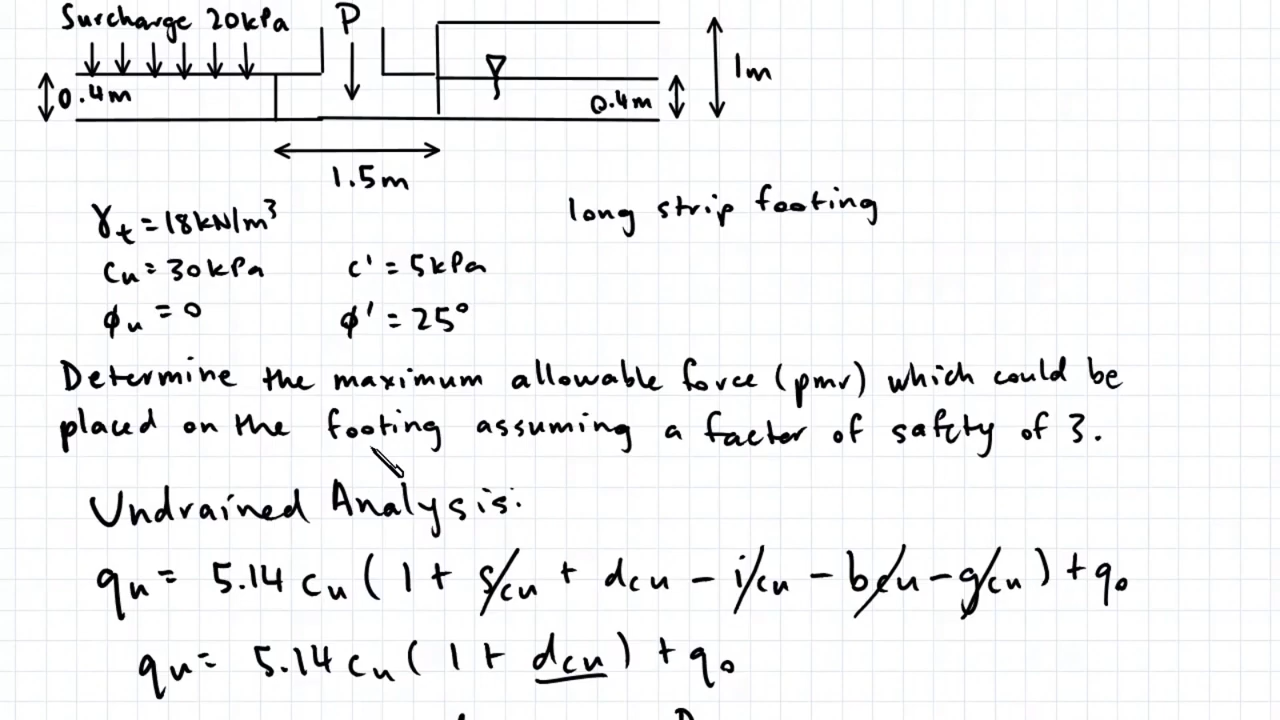 Surcharge 20kPa P
1m
0.4m 0.4m
1.5m
γt = 18kN/m³ long strip footing
cu = 30kPa c' = 5kPa
ϕu = 0 ϕ' = 25°
Determine the maximum allowable force (pmr) which could be
placed on the footing assuming a factor of safety of 3.
Undrained Analysis:
qu = 5.14 cu ( 1 + scu + dcu - icu - bcu - gcu ) + qo
qu = 5.14 cu ( 1 + dcu ) + qo